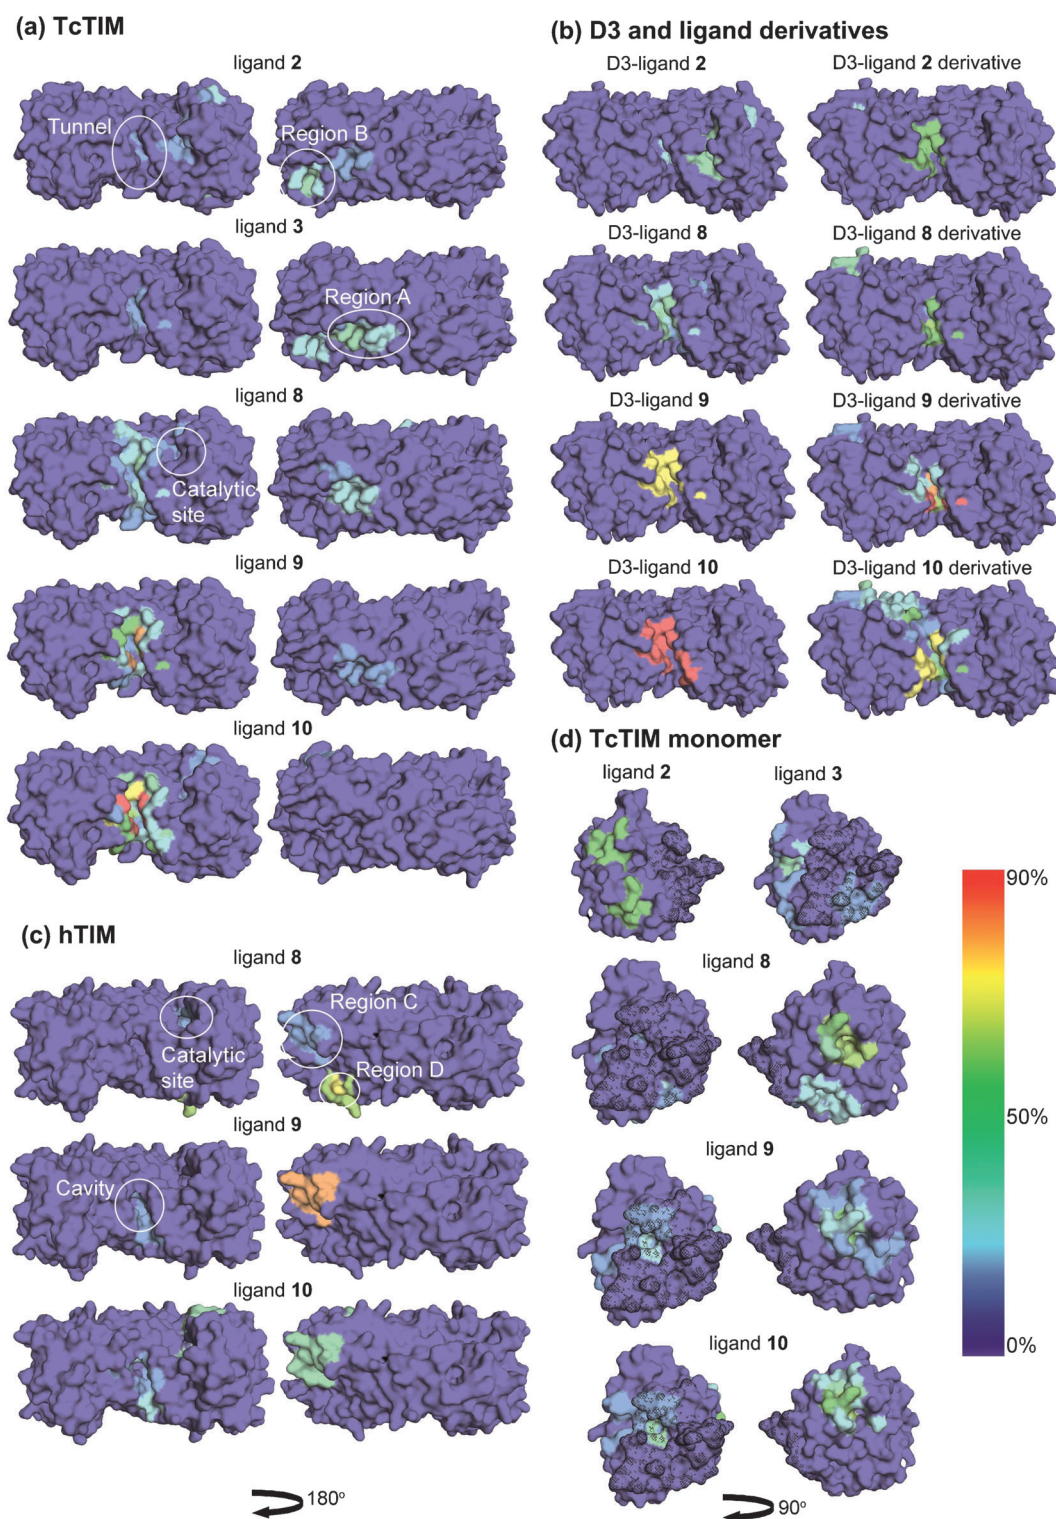 (a) TcTIM
ligand 2
Tunnel
Region B
ligand 3
Region A
ligand 8
Catalytic
site
ligand 9
ligand 10
(b) D3 and ligand derivatives
D3-ligand 2
D3-ligand 2 derivative
D3-ligand 8
D3-ligand 8 derivative
D3-ligand 9
D3-ligand 9 derivative
D3-ligand 10
D3-ligand 10 derivative
(c) hTIM
ligand 8
Catalytic
site
Region C
Region D
ligand 9
Cavity
ligand 10
180º
(d) TcTIM monomer
ligand 2
ligand 3
ligand 8
ligand 9
ligand 10
90º
90%
50%
0%